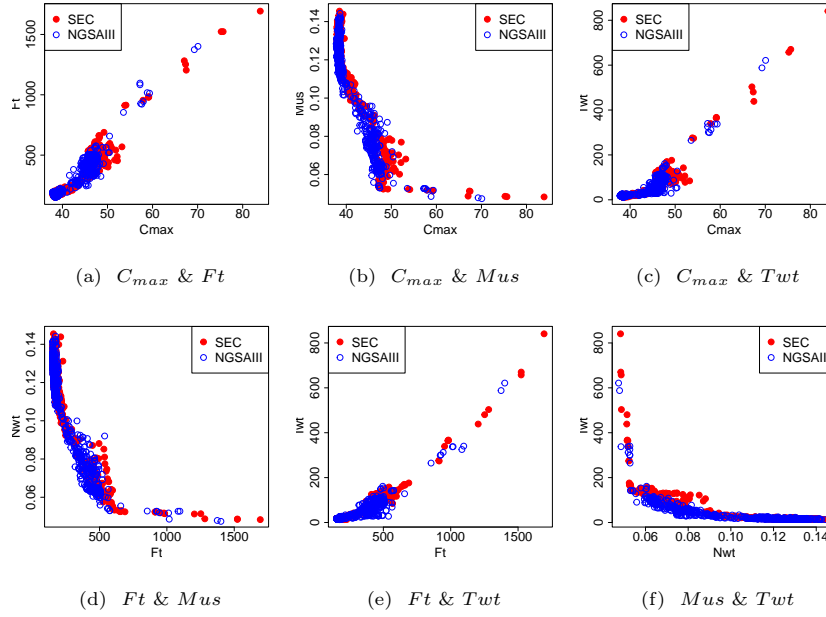 SEC
NGSAIII
Ft
500
1000
1500
40
50
60
70
80
Cmax
(a) Cmax & Ft
SEC
NGSAIII
Mus
0.06
0.08
0.10
0.12
0.14
40
50
60
70
80
Cmax
(b) Cmax & Mus
SEC
NGSAIII
Twt
0
200
400
600
800
40
50
60
70
80
Cmax
(c) Cmax & Twt
SEC
NGSAIII
Nwt
0.06
0.08
0.10
0.12
0.14
500
1000
1500
Ft
(d) Ft & Mus
SEC
NGSAIII
Twt
0
200
400
600
800
500
1000
1500
Ft
(e) Ft & Twt
SEC
NGSAIII
Twt
0
200
400
600
800
0.06
0.08
0.10
0.12
0.14
Nwt
(f) Mus & Twt